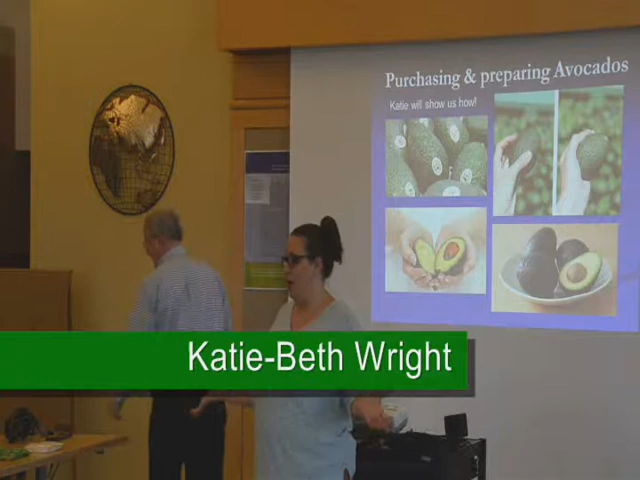 Purchasing & preparing Avocados
Katie will show us how!
Katie-Beth Wright